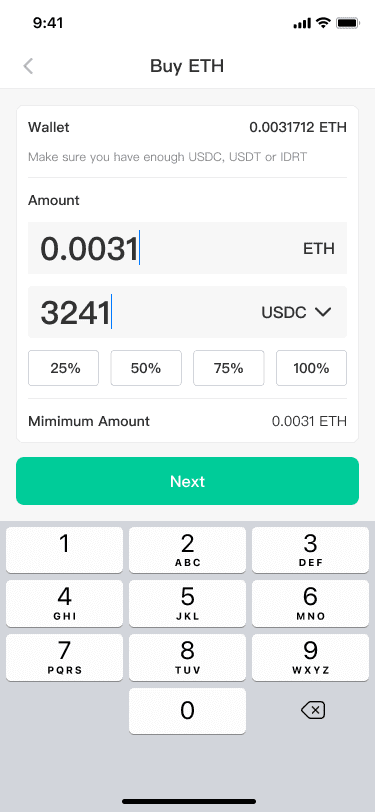 9:41
Buy ETH
Wallet 0.0031712 ETH
Make sure you have enough USDC, USDT or IDRT
Amount
0.0031 ETH
3241 USDC
25% 50% 75% 100%
Mimimum Amount 0.0031 ETH
Next
1 2 3
ABC DEF
4 5 6
GHI JKL MNO
7 8 9
PQRS TUV WXYZ
0